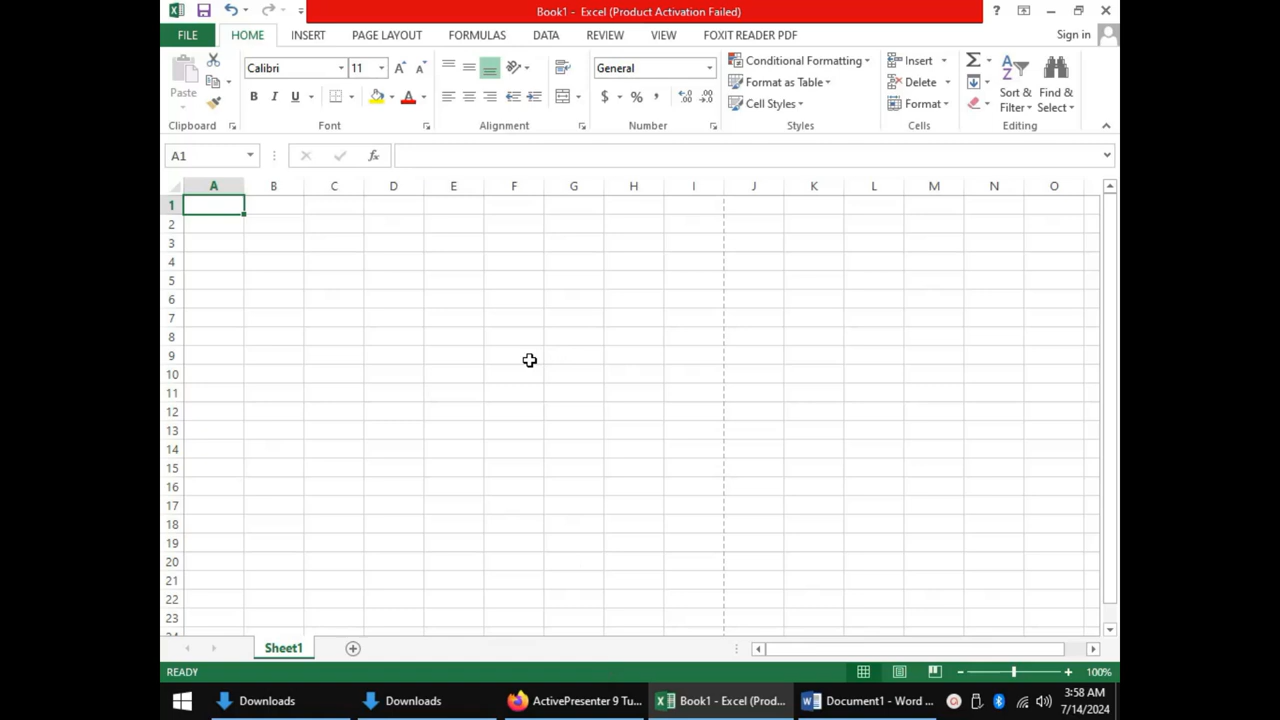 Book1 - Excel (Product Activation Failed)
?
FILE HOME INSERT PAGE LAYOUT FORMULAS DATA REVIEW VIEW FOXIT READER PDF Sign in
Paste
Calibri 11
B I U A
General
$ % ,
Conditional Formatting
Format as Table
Cell Styles
Insert
Delete
Format
Sort & Filter
Find & Select
Clipboard Font Alignment Number Styles Cells Editing
A1 fx
A B C D E F G H I J K L M N O
1
2
3
4
5
6
7
8
9
10
11
12
13
14
15
16
17
18
19
20
21
22
23
Sheet1
READY 100%
Downloads Downloads ActivePresenter 9 Tu... Book1 - Excel (Prod... Document1 - Word ... 3:58 AM
7/14/2024